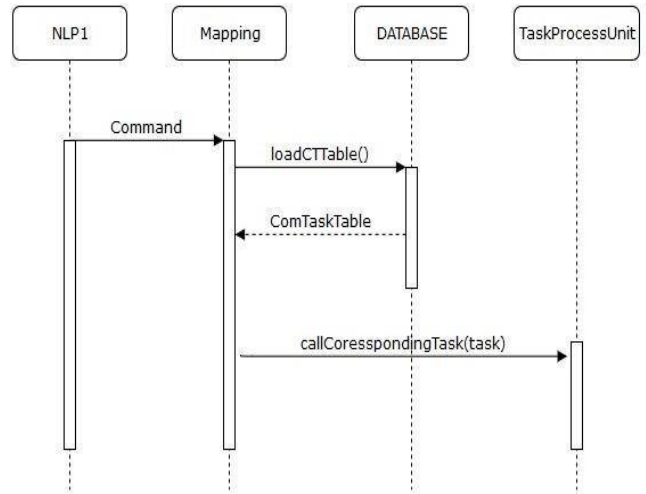 NLP1
Mapping
DATABASE
TaskProcessUnit
Command
loadCTTable()
ComTaskTable
callCoresspondingTask(task)